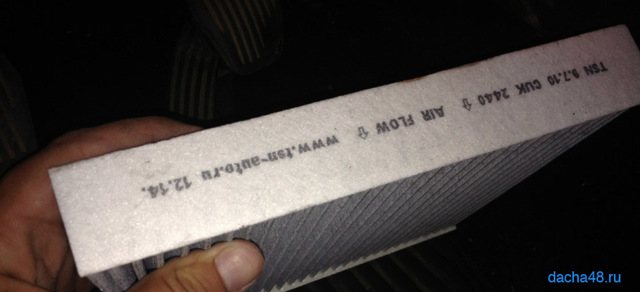 TSN 9.7.10 CUK 2440 ⇧ AIR FLOW ⇧ www.tsn-auto.ru 12.14.
dacha48.ru